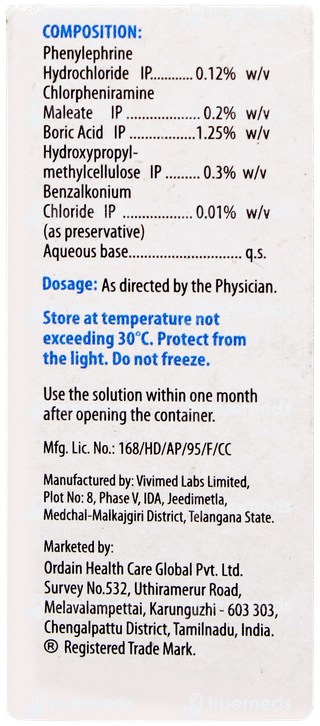 COMPOSITION:
Phenylephrine
Hydrochloride IP........... 0.12% w/v
Chlorpheniramine
Maleate IP .................... 0.2% w/v
Boric Acid IP ..................1.25% w/v
Hydroxypropyl-
methylcellulose IP ......... 0.3% w/v
Benzalkonium
Chloride IP .................. 0.01% w/v
(as preservative)
Aqueous base............................. q.s.
Dosage: As directed by the Physician.
Store at temperature not
exceeding 30°C. Protect from
the light. Do not freeze.
Use the solution within one month
after opening the container.
Mfg. Lic. No.: 168/HD/AP/95/F/CC
Manufactured by: Vivimed Labs Limited,
Plot No: 8, Phase V, IDA, Jeedimetla,
Medchal-Malkajgiri District, Telangana State.
Marketed by:
Ordain Health Care Global Pvt. Ltd.
Survey No.532, Uthiramerur Road,
Melavalampettai, Karunguzhi - 603 303,
Chengalpattu District, Tamilnadu, India.
® Registered Trade Mark.
truemeds